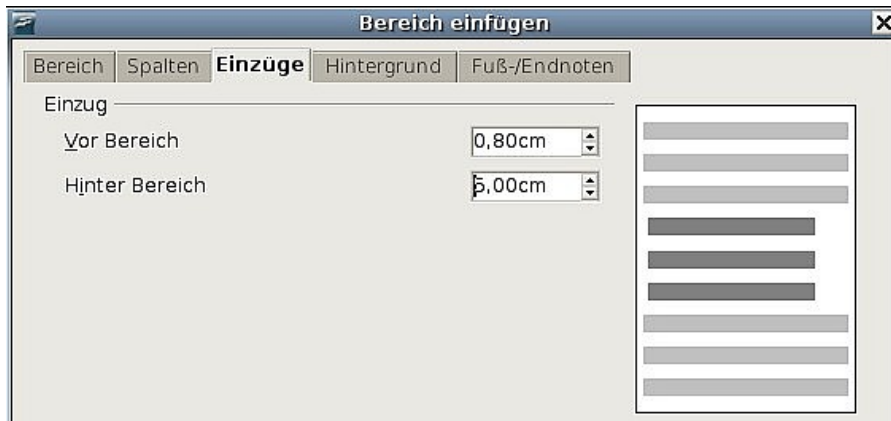 Bereich einfügen
Bereich Spalten Einzüge Hintergrund Fuß-/Endnoten
Einzug
Vor Bereich 0,80cm
Hinter Bereich 5,00cm